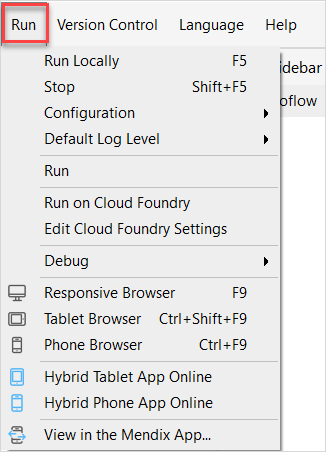 Run Version Control Language Help
Run Locally F5
idebar
Stop Shift+F5
oflow
Configuration
Default Log Level
Run
Run on Cloud Foundry
Edit Cloud Foundry Settings
Debug
Responsive Browser F9
Tablet Browser Ctrl+Shift+F9
Phone Browser Ctrl+F9
Hybrid Tablet App Online
Hybrid Phone App Online
View in the Mendix App...